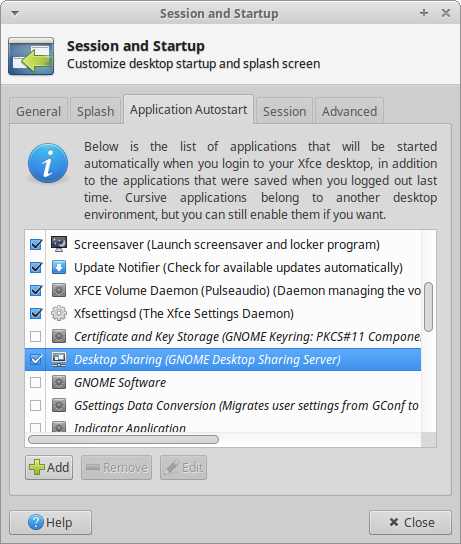 Session and Startup
Session and Startup
Customize desktop startup and splash screen
General
Splash
Application Autostart
Session
Advanced
Below is the list of applications that will be started
automatically when you login to your Xfce desktop, in addition
to the applications that were saved when you logged out last
time. Cursive applications belong to another desktop
environment, but you can still enable them if you want.
Screensaver (Launch screensaver and locker program)
Update Notifier (Check for available updates automatically)
XFCE Volume Daemon (Pulseaudio) (Daemon managing the vo
Xfsettingsd (The Xfce Settings Daemon)
Certificate and Key Storage (GNOME Keyring: PKCS#11 Compone
Desktop Sharing (GNOME Desktop Sharing Server)
GNOME Software
GSettings Data Conversion (Migrates user settings from GConf to
Indicator Application
Add
Remove
Edit
Help
Close